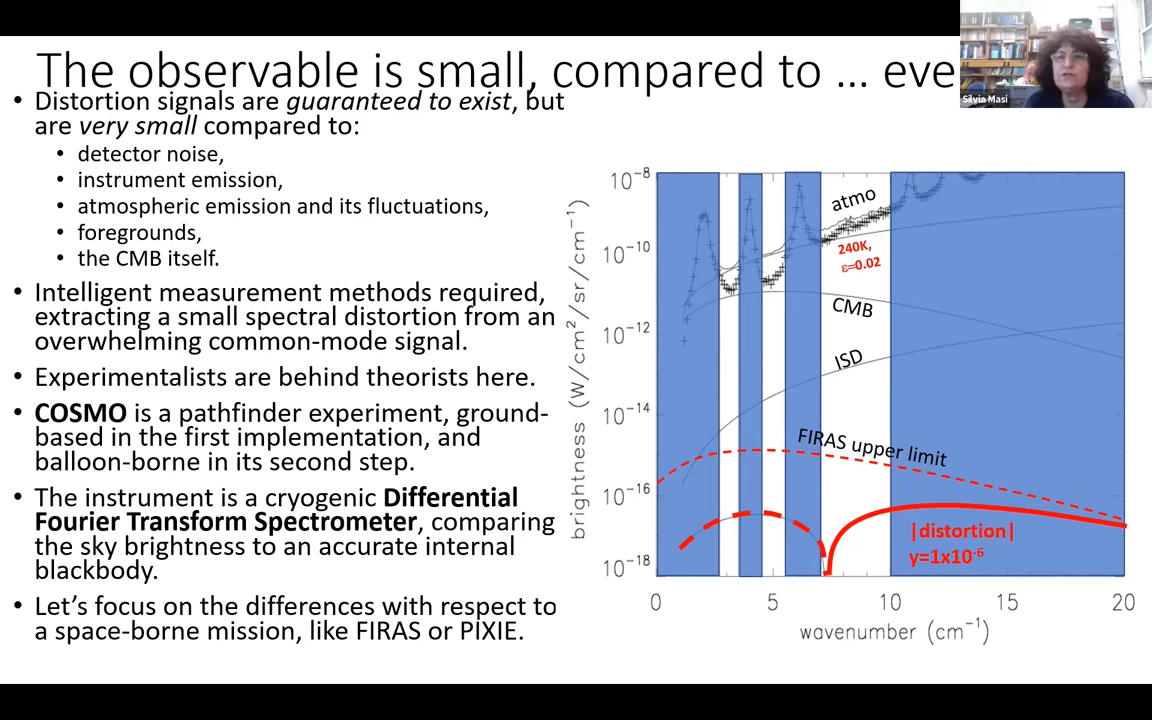 The observable is small, compared to … eve
Silvia Masi
• Distortion signals are guaranteed to exist, but
are very small compared to:
• detector noise,
• instrument emission,
• atmospheric emission and its fluctuations,
• foregrounds,
• the CMB itself.
• Intelligent measurement methods required,
extracting a small spectral distortion from an
overwhelming common-mode signal.
• Experimentalists are behind theorists here.
• COSMO is a pathfinder experiment, ground-
based in the first implementation, and
balloon-borne in its second step.
• The instrument is a cryogenic Differential
Fourier Transform Spectrometer, comparing
the sky brightness to an accurate internal
blackbody.
• Let's focus on the differences with respect to
a space-borne mission, like FIRAS or PIXIE.
brightness (W/cm²/sr/cm⁻¹)
10⁻⁸
10⁻¹⁰
10⁻¹²
10⁻¹⁴
10⁻¹⁶
10⁻¹⁸
atmo
240K,
ε=0.02
CMB
ISD
FIRAS upper limit
|distortion|
y=1x10⁻⁶
0 5 10 15 20
wavenumber (cm⁻¹)